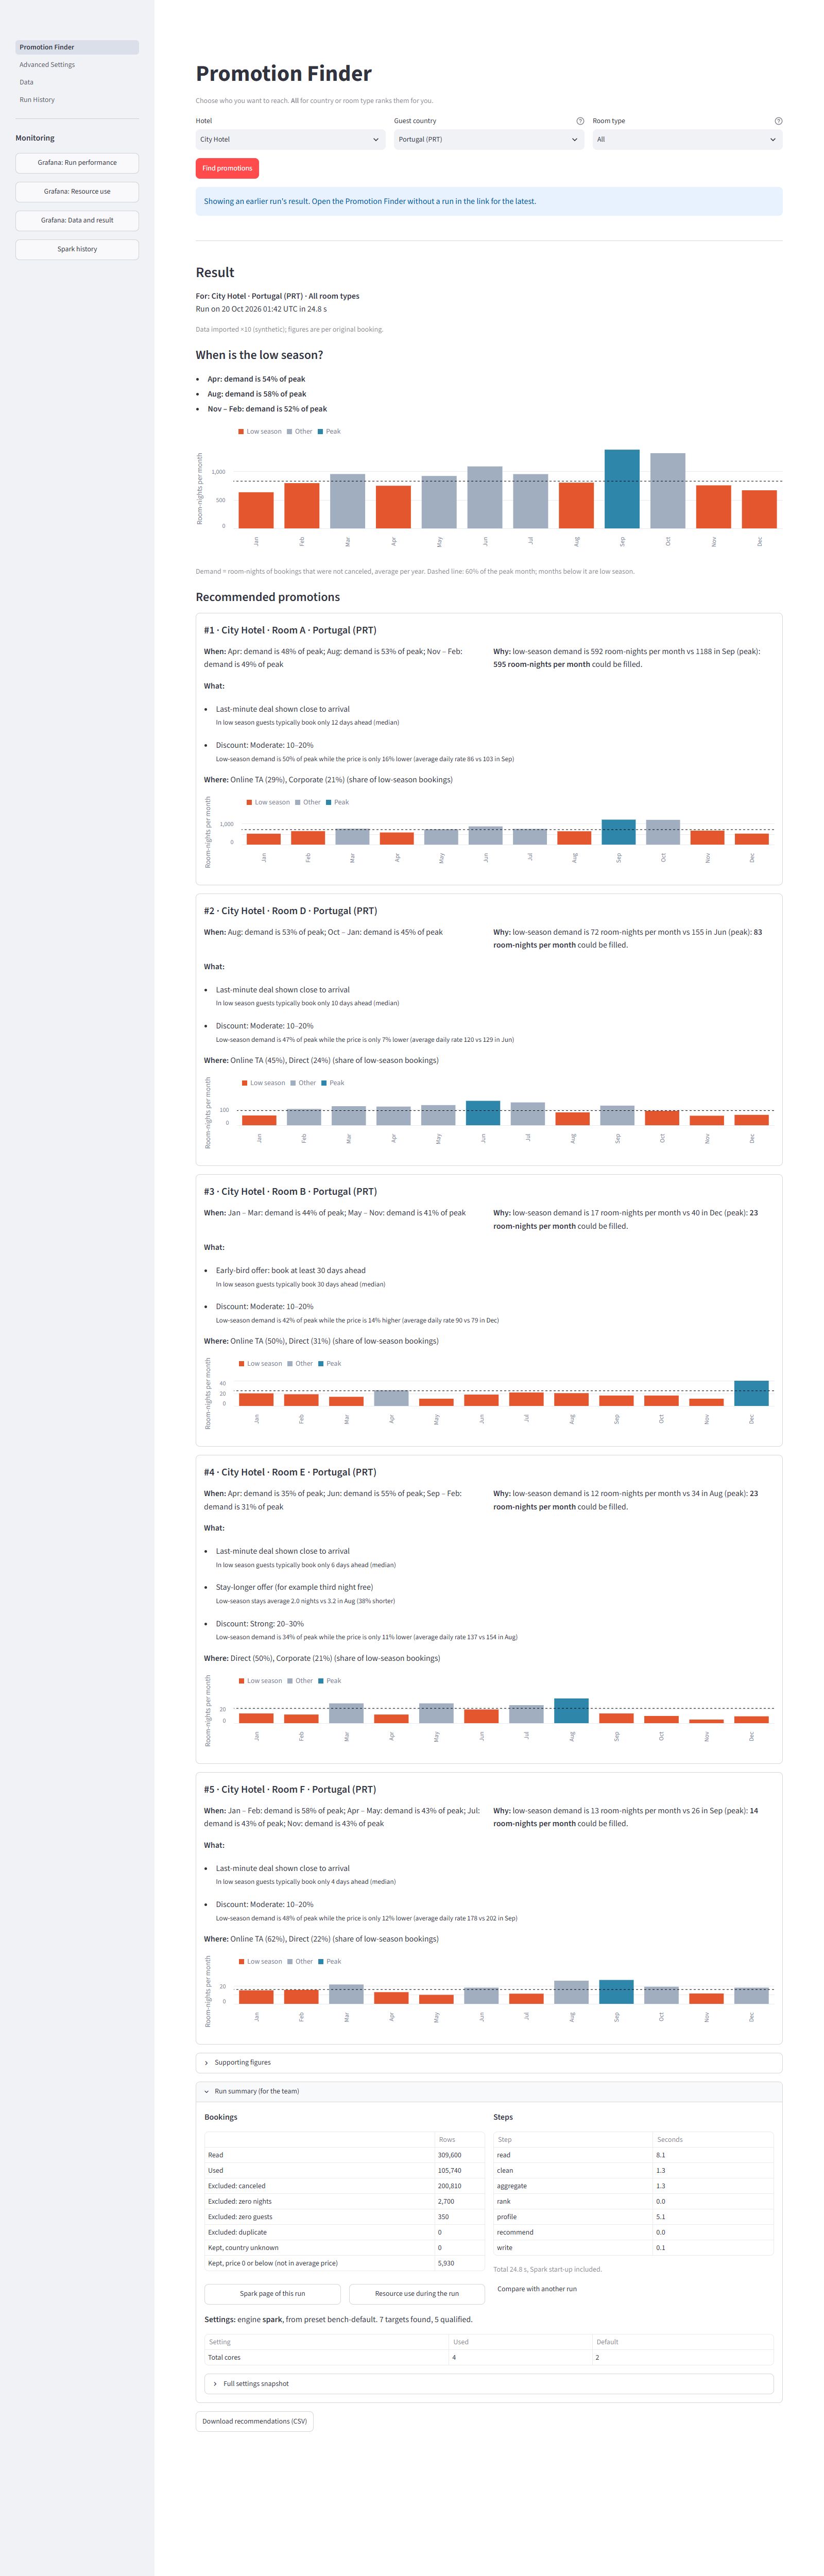 Promotion Finder
Advanced Settings
Data
Run History
Monitoring
Grafana: Run performance
Grafana: Resource use
Grafana: Data and result
Spark history
Promotion Finder
Choose who you want to reach. All for country or room type ranks them for you.
Hotel
City Hotel
Guest country
Portugal (PRT)
Room type
All
Find promotions
Showing an earlier run's result. Open the Promotion Finder without a run in the link for the latest.
Result
For: City Hotel · Portugal (PRT) · All room types
Run on 20 Oct 2026 01:42 UTC in 24.8 s
Data imported ×10 (synthetic); figures are per original booking.
When is the low season?
• Apr: demand is 54% of peak
• Aug: demand is 58% of peak
• Nov – Feb: demand is 52% of peak
Low season Other Peak
Room-nights per month
1,000
500
0
Jan Feb Mar Apr May Jun Jul Aug Sep Oct Nov Dec
Demand = room-nights of bookings that were not canceled, average per year. Dashed line: 60% of the peak month; months below it are low season.
Recommended promotions
#1 · City Hotel · Room A · Portugal (PRT)
When: Apr: demand is 48% of peak; Aug: demand is 53% of peak; Nov – Feb:
demand is 49% of peak
Why: low-season demand is 592 room-nights per month vs 1188 in Sep (peak):
595 room-nights per month could be filled.
What:
• Last-minute deal shown close to arrival
In low season guests typically book only 12 days ahead (median)
• Discount: Moderate: 10–20%
Low-season demand is 50% of peak while the price is only 16% lower (average daily rate 86 vs 103 in Sep)
Where: Online TA (29%), Corporate (21%) (share of low-season bookings)
Low season Other Peak
Room-nights per month
1,000
0
Jan Feb Mar Apr May Jun Jul Aug Sep Oct Nov Dec
#2 · City Hotel · Room D · Portugal (PRT)
When: Aug: demand is 53% of peak; Oct – Jan: demand is 45% of peak
Why: low-season demand is 72 room-nights per month vs 155 in Jun (peak): 83
room-nights per month could be filled.
What:
• Last-minute deal shown close to arrival
In low season guests typically book only 10 days ahead (median)
• Discount: Moderate: 10–20%
Low-season demand is 47% of peak while the price is only 7% lower (average daily rate 120 vs 129 in Jun)
Where: Online TA (45%), Direct (24%) (share of low-season bookings)
Low season Other Peak
Room-nights per month
100
0
Jan Feb Mar Apr May Jun Jul Aug Sep Oct Nov Dec
#3 · City Hotel · Room B · Portugal (PRT)
When: Jan – Mar: demand is 44% of peak; May – Nov: demand is 41% of peak
Why: low-season demand is 17 room-nights per month vs 40 in Dec (peak): 23
room-nights per month could be filled.
What:
• Early-bird offer: book at least 30 days ahead
In low season guests typically book 30 days ahead (median)
• Discount: Moderate: 10–20%
Low-season demand is 42% of peak while the price is 14% higher (average daily rate 90 vs 79 in Dec)
Where: Online TA (50%), Direct (31%) (share of low-season bookings)
Low season Other Peak
Room-nights per month
40
20
0
Jan Feb Mar Apr May Jun Jul Aug Sep Oct Nov Dec
#4 · City Hotel · Room E · Portugal (PRT)
When: Apr: demand is 35% of peak; Jun: demand is 55% of peak; Sep – Feb:
demand is 31% of peak
Why: low-season demand is 12 room-nights per month vs 34 in Aug (peak): 23
room-nights per month could be filled.
What:
• Last-minute deal shown close to arrival
In low season guests typically book only 6 days ahead (median)
• Stay-longer offer (for example third night free)
Low-season stays average 2.0 nights vs 3.2 in Aug (38% shorter)
• Discount: Strong: 20–30%
Low-season demand is 34% of peak while the price is only 11% lower (average daily rate 137 vs 154 in Aug)
Where: Direct (50%), Corporate (21%) (share of low-season bookings)
Low season Other Peak
Room-nights per month
20
0
Jan Feb Mar Apr May Jun Jul Aug Sep Oct Nov Dec
#5 · City Hotel · Room F · Portugal (PRT)
When: Jan – Feb: demand is 58% of peak; Apr – May: demand is 43% of peak; Jul:
demand is 43% of peak; Nov: demand is 43% of peak
Why: low-season demand is 13 room-nights per month vs 26 in Sep (peak): 14
room-nights per month could be filled.
What:
• Last-minute deal shown close to arrival
In low season guests typically book only 4 days ahead (median)
• Discount: Moderate: 10–20%
Low-season demand is 48% of peak while the price is only 12% lower (average daily rate 178 vs 202 in Sep)
Where: Online TA (62%), Direct (22%) (share of low-season bookings)
Low season Other Peak
Room-nights per month
20
0
Jan Feb Mar Apr May Jun Jul Aug Sep Oct Nov Dec
Supporting figures
Run summary (for the team)
Bookings
Rows
Read 309,600
Used 105,740
Excluded: canceled 200,810
Excluded: zero nights 2,700
Excluded: zero guests 350
Excluded: duplicate 0
Kept, country unknown 0
Kept, price 0 or below (not in average price) 5,930
Spark page of this run
Resource use during the run
Steps
Step Seconds
read 8.1
clean 1.3
aggregate 1.3
rank 0.0
profile 5.1
recommend 0.0
write 0.1
Total 24.8 s, Spark start-up included.
Compare with another run
Settings: engine spark, from preset bench-default. 7 targets found, 5 qualified.
Setting Used Default
Total cores 4 2
Full settings snapshot
Download recommendations (CSV)